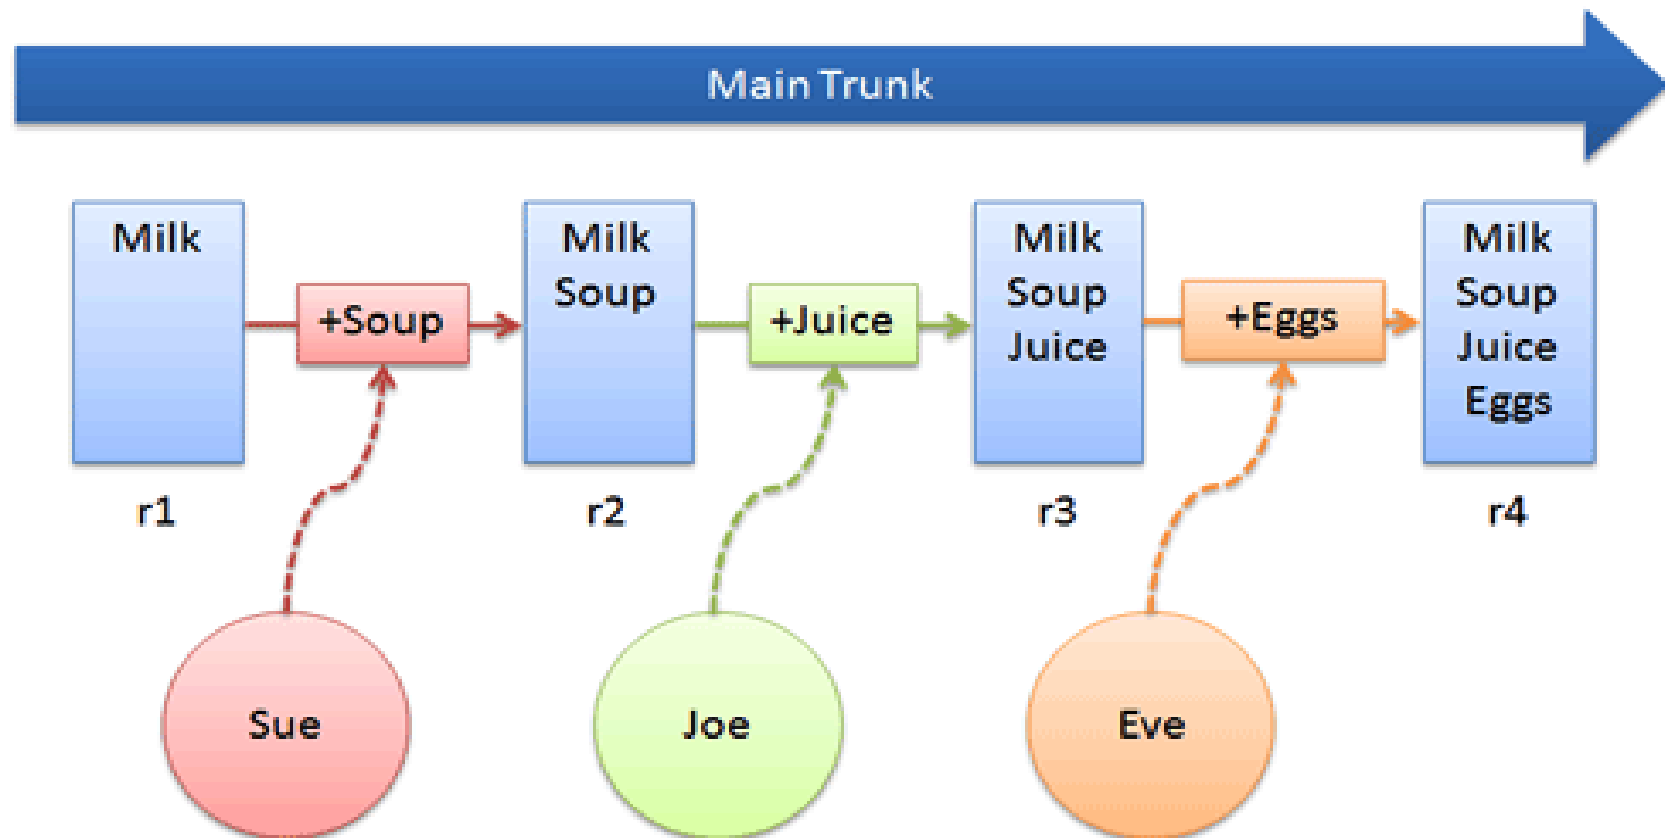 Main Trunk
Milk
+Soup
Milk
Soup
+Juice
Milk
Soup
Juice
+Eggs
Milk
Soup
Juice
Eggs
r1
r2
r3
r4
Sue
Joe
Eve